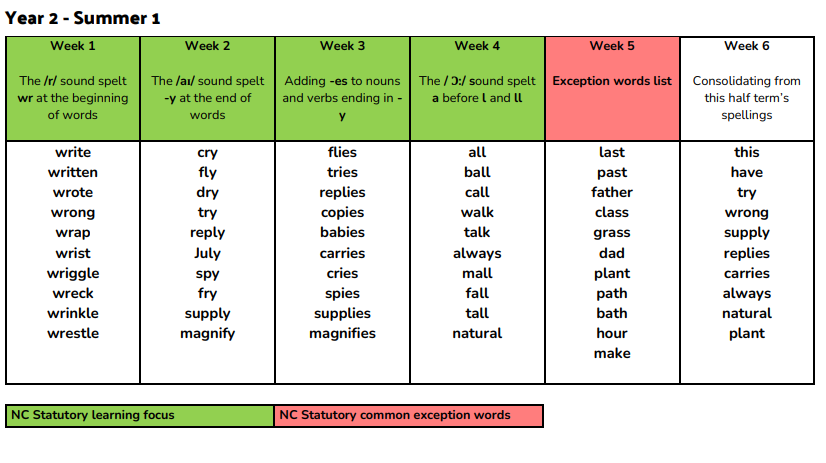 Year 2 - Summer 1
Week 1
The /r/ sound spelt
wr at the beginning
of words
write
written
wrote
wrong
wrap
wrist
wriggle
wreck
wrinkle
wrestle
Week 2
The /aɪ/ sound spelt
-y at the end of
words
cry
fly
dry
try
reply
July
spy
fry
supply
magnify
Week 3
Adding -es to nouns
and verbs ending in -
y
flies
tries
replies
copies
babies
carries
cries
spies
supplies
magnifies
Week 4
The / Ɔ:/ sound spelt
a before l and ll
all
ball
call
walk
talk
always
mall
fall
tall
natural
Week 5
Exception words list
last
past
father
class
grass
dad
plant
path
bath
hour
make
Week 6
Consolidating from
this half term's
spellings
this
have
try
wrong
supply
replies
carries
always
natural
plant
NC Statutory learning focus
NC Statutory common exception words